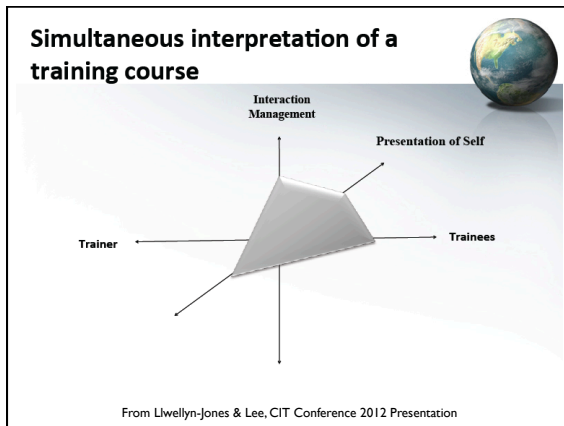 Simultaneous interpretation of a
training course
Interaction
Management
Presentation of Self
Trainer
Trainees
From Llwellyn-Jones & Lee, CIT Conference 2012 Presentation